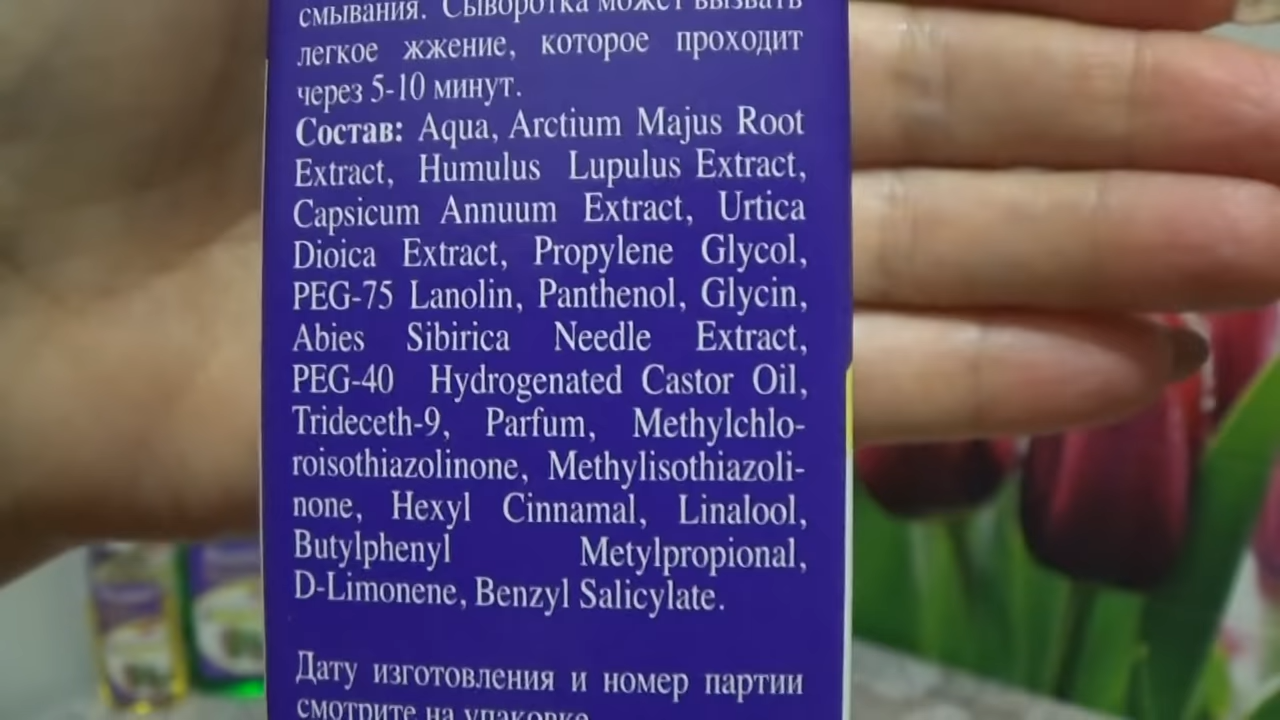 смывания. Сыворотка может вызвать
легкое жжение, которое проходит
через 5-10 минут.
Состав: Aqua, Arctium Majus Root
Extract, Humulus Lupulus Extract,
Capsicum Annuum Extract, Urtica
Dioica Extract, Propylene Glycol,
PEG-75 Lanolin, Panthenol, Glycin,
Abies Sibirica Needle Extract,
PEG-40 Hydrogenated Castor Oil,
Trideceth-9, Parfum, Methylchlo-
roisothiazolinone, Methylisothiazoli-
none, Hexyl Cinnamal, Linalool,
Butylphenyl Metylpropional,
D-Limonene, Benzyl Salicylate.
Дату изготовления и номер партии
смотрите на упаковке